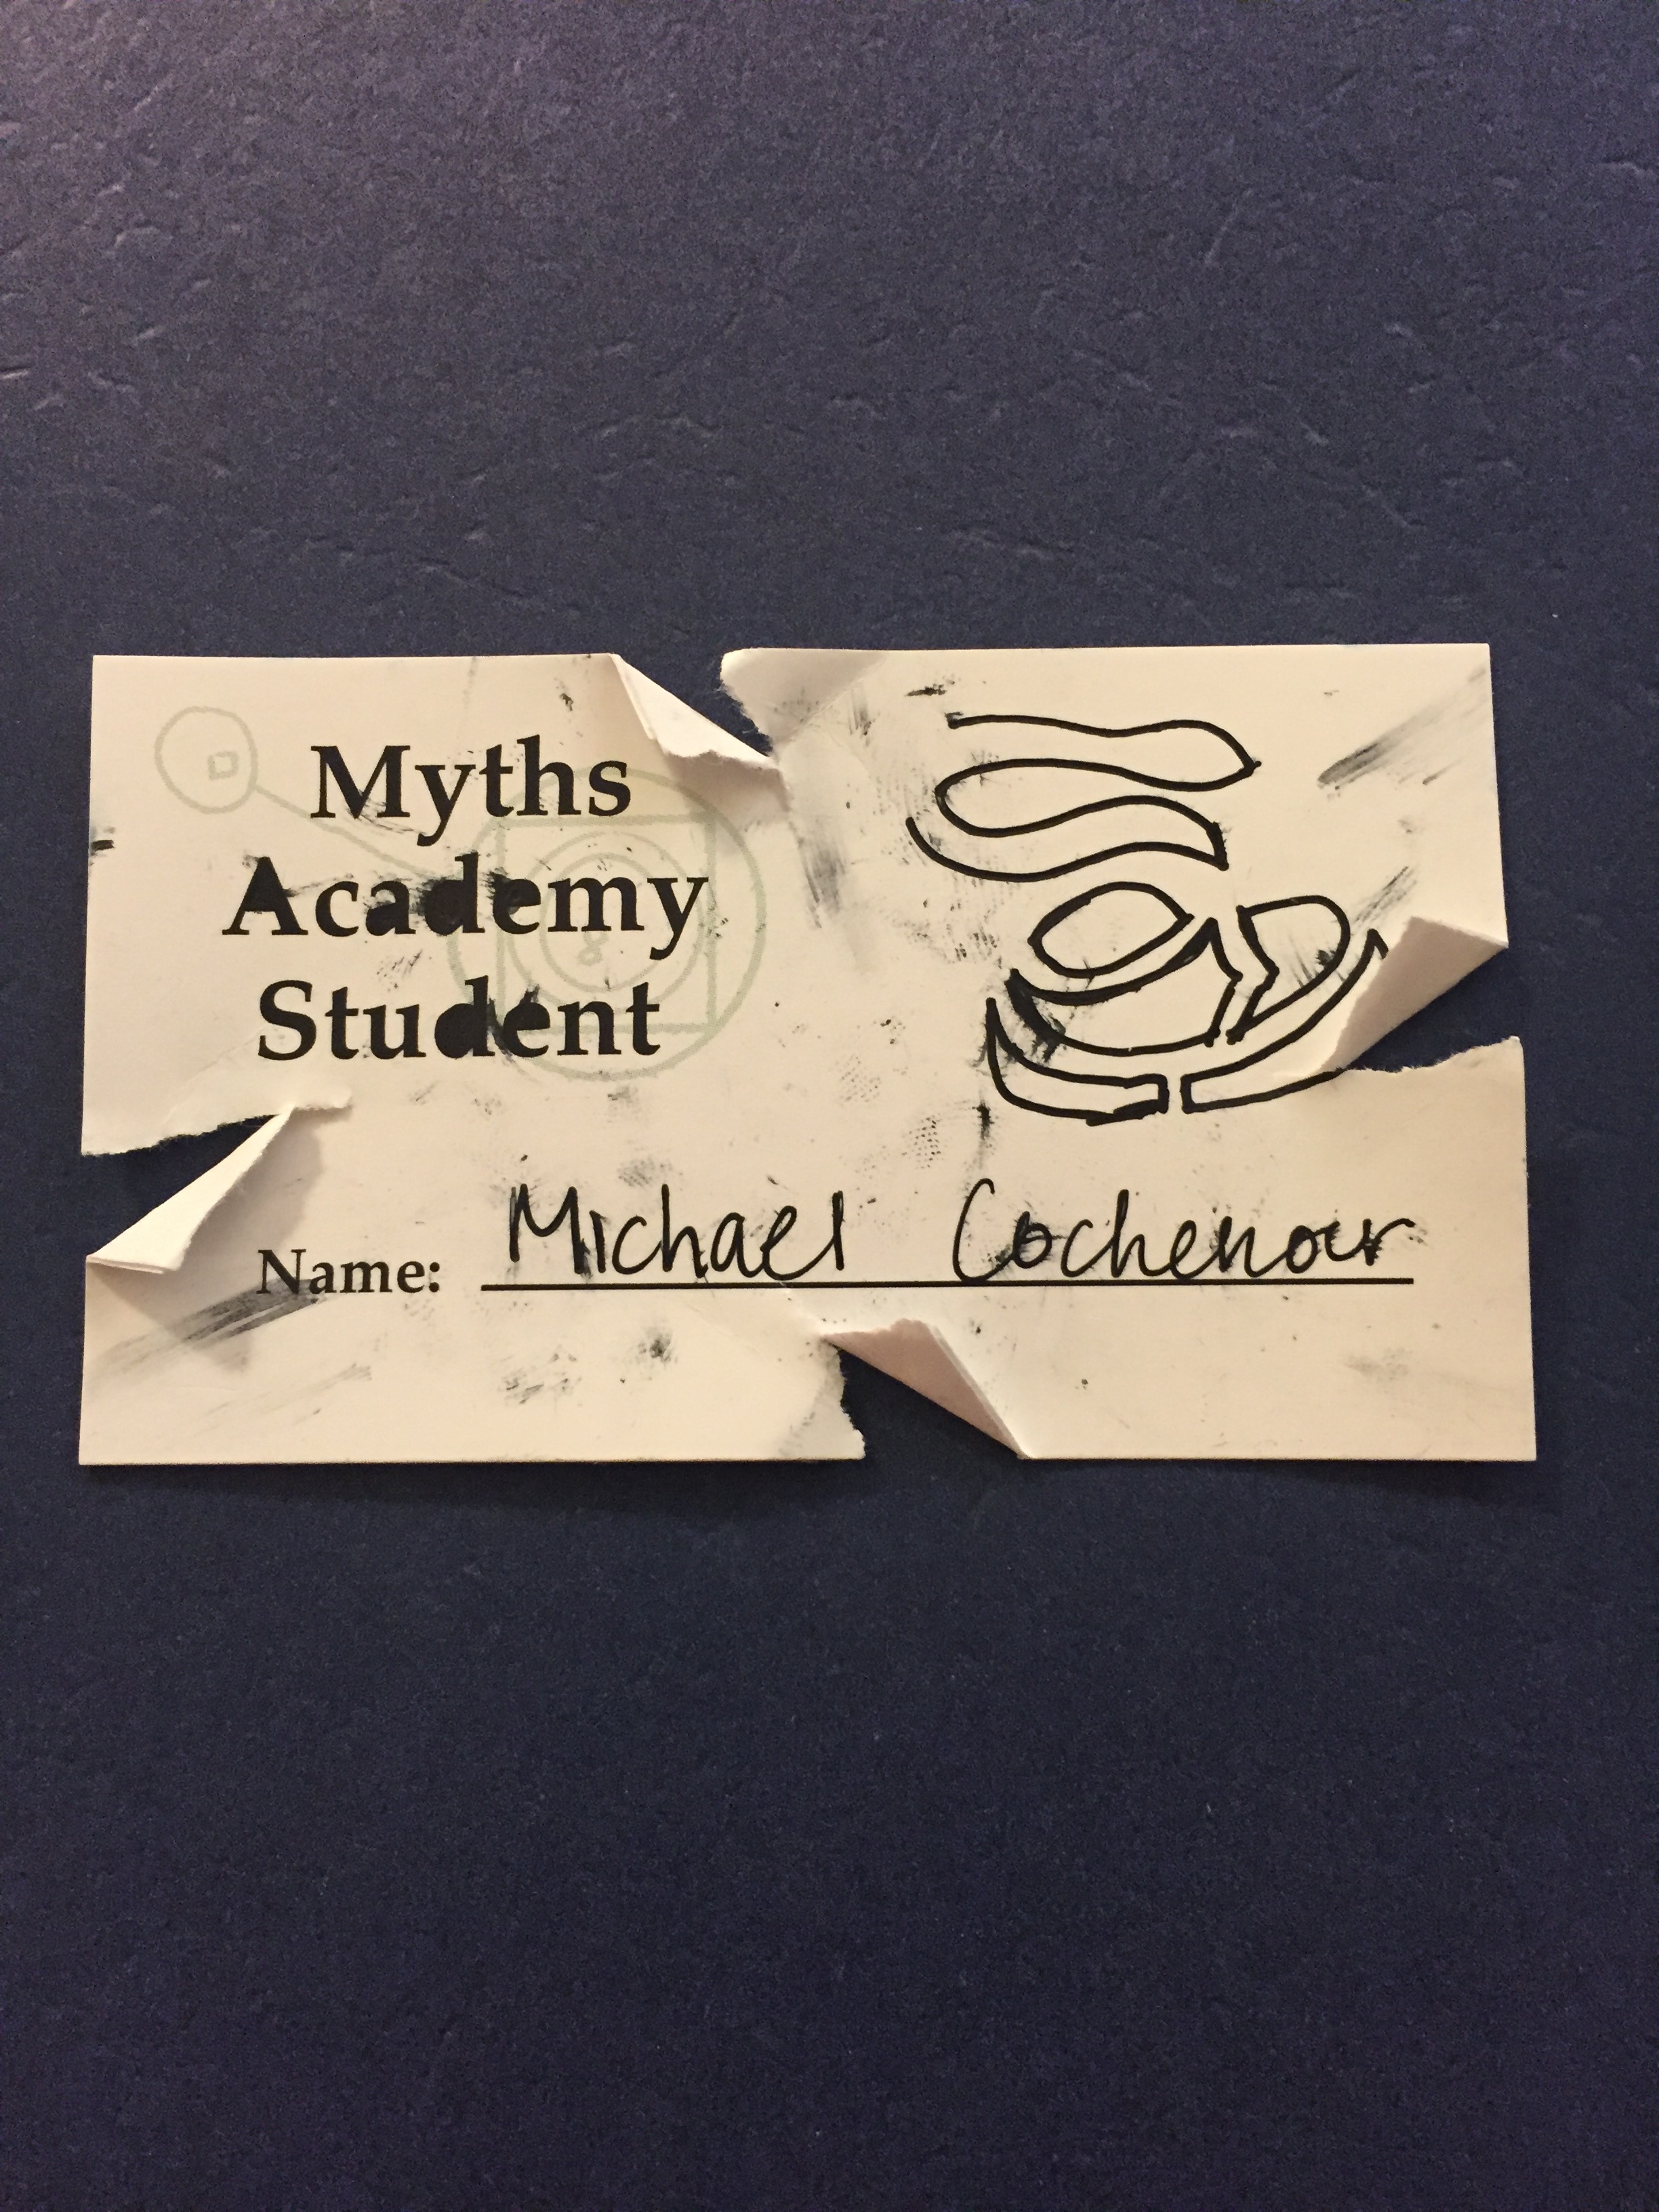 Myths
Academy
Student
Name: Michael Cochenour